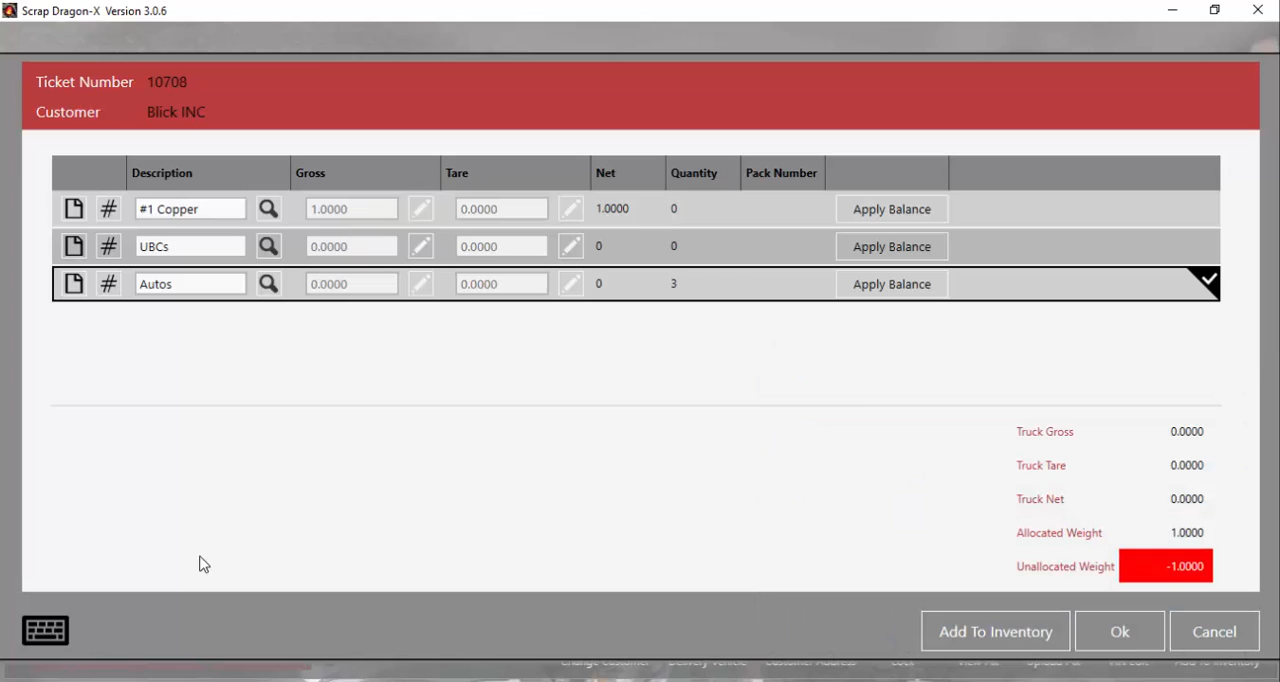 Scrap Dragon-X Version 3.0.6
Ticket Number 10708
Customer Blick INC
Description Gross Tare Net Quantity Pack Number
# #1 Copper 1.0000 0.0000 1.0000 0 Apply Balance
# UBCs 0.0000 0.0000 0 0 Apply Balance
# Autos 0.0000 0.0000 0 3 Apply Balance
Truck Gross 0.0000
Truck Tare 0.0000
Truck Net 0.0000
Allocated Weight 1.0000
Unallocated Weight -1.0000
Add To Inventory Ok Cancel